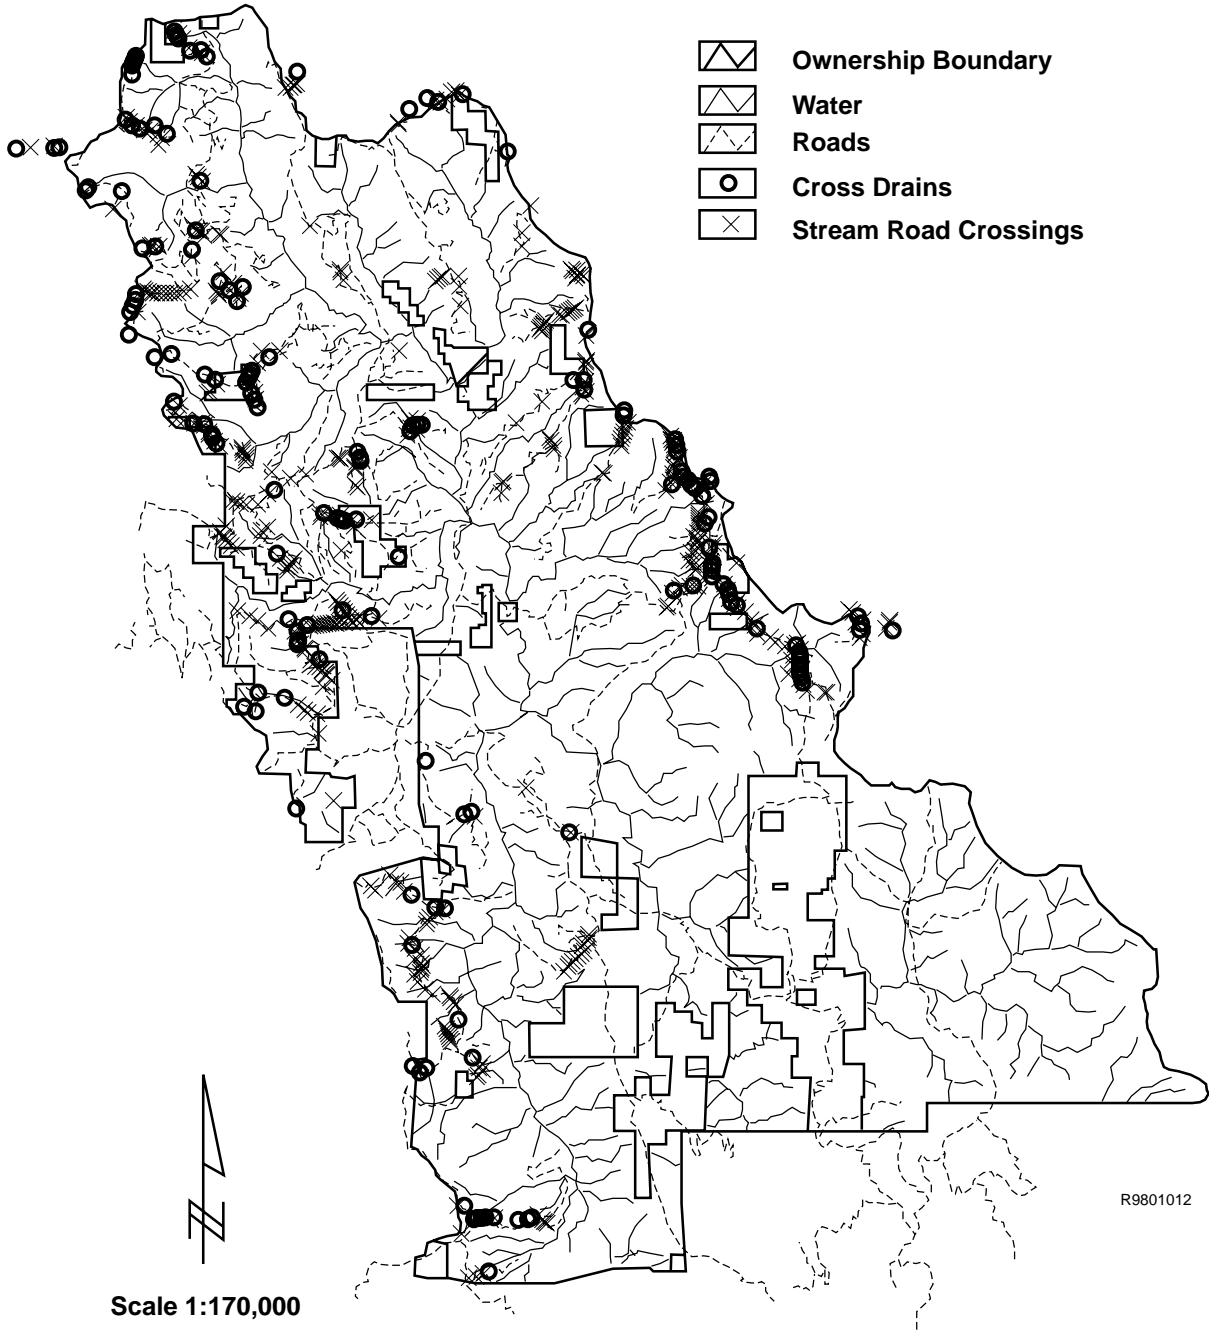 Ownership Boundary
Water
Roads
Cross Drains
Stream Road Crossings
R9801012
N
Scale 1:170,000